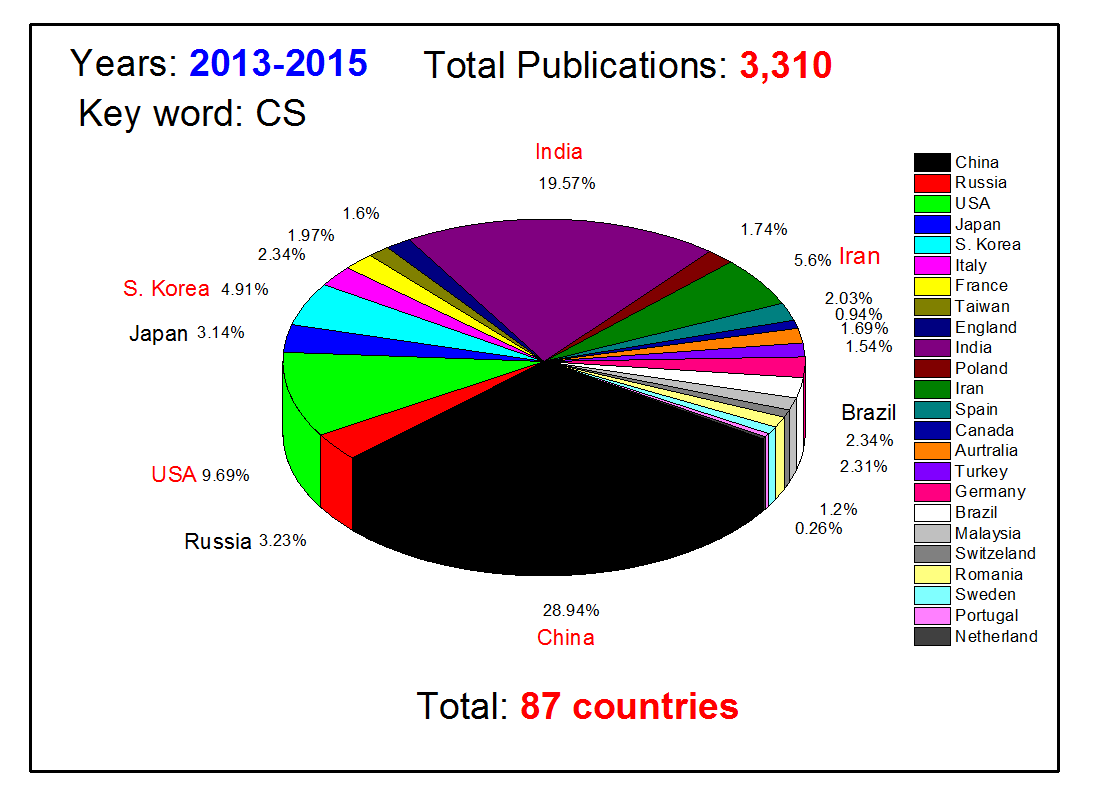 Years: 2013-2015
Total Publications: 3,310
Key word: CS
India
19.57%
1.6%
1.97%
2.34%
S. Korea 4.91%
Japan 3.14%
USA 9.69%
Russia 3.23%
28.94%
China
1.74%
5.6% Iran
2.03%
0.94%
1.69%
1.54%
Brazil
2.34%
2.31%
1.2%
0.26%
China
Russia
USA
Japan
S. Korea
Italy
France
Taiwan
England
India
Poland
Iran
Spain
Canada
Aurtralia
Turkey
Germany
Brazil
Malaysia
Switzeland
Romania
Sweden
Portugal
Netherland
Total: 87 countries